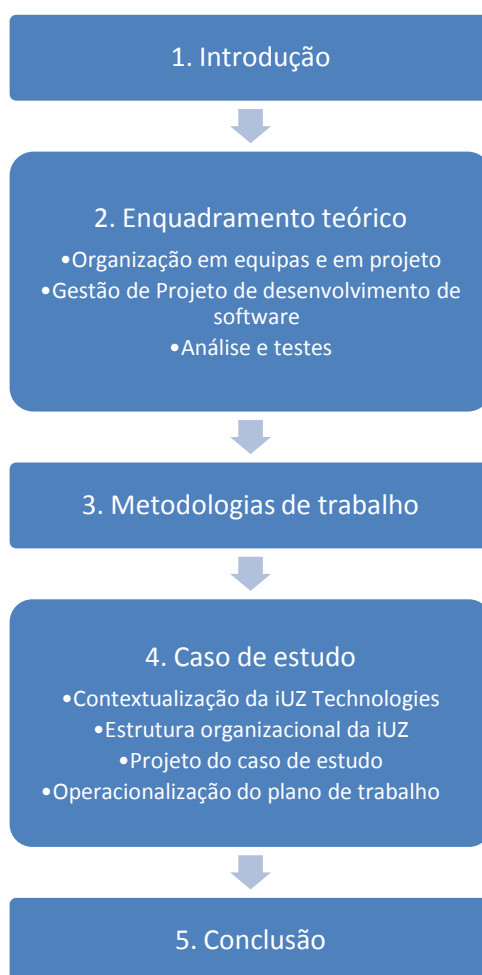 1. Introdução
2. Enquadramento teórico
•Organização em equipas e em projeto
•Gestão de Projeto de desenvolvimento de
software
•Análise e testes
3. Metodologias de trabalho
4. Caso de estudo
•Contextualização da iUZ Technologies
•Estrutura organizacional da iUZ
•Projeto do caso de estudo
•Operacionalização do plano de trabalho
5. Conclusão